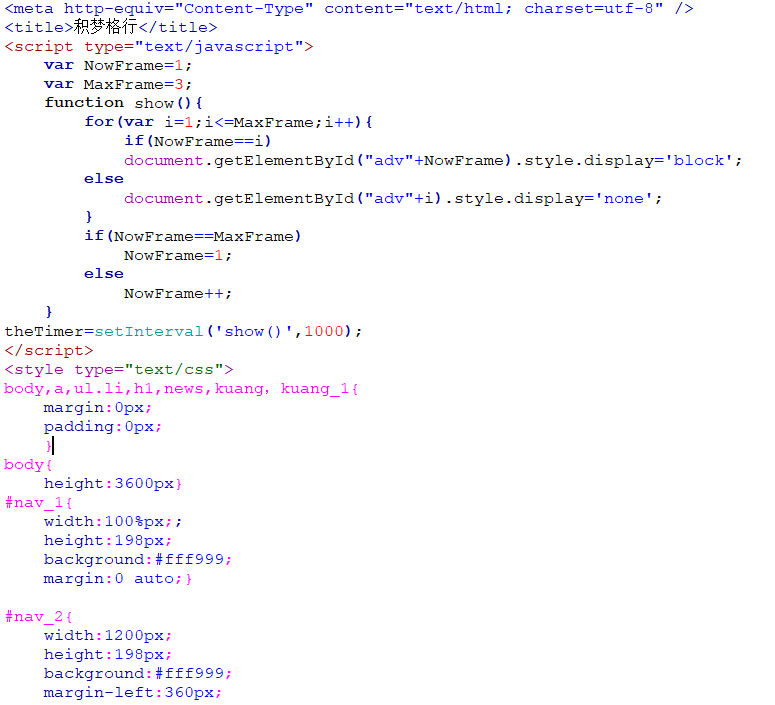 <meta http-equiv="Content-Type" content="text/html; charset=utf-8" />
<title>积梦格行</title>
<script type="text/javascript">
    var NowFrame=1;
    var MaxFrame=3;
    function show(){
        for(var i=1;i<=MaxFrame;i++){
            if(NowFrame==i)
            document.getElementById("adv"+NowFrame).style.display='block';
        else
            document.getElementById("adv"+i).style.display='none';
        }
        if(NowFrame==MaxFrame)
            NowFrame=1;
        else
            NowFrame++;
    }
theTimer=setInterval('show()',1000);
</script>
<style type="text/css">
body,a,ul.li,h1,news,kuang，kuang_1{
    margin:0px;
    padding:0px;
    }
body{
    height:3600px}
#nav_1{
    width:100%px;;
    height:198px;
    background:#fff999;
    margin:0 auto;}

#nav_2{
    width:1200px;
    height:198px;
    background:#fff999;
    margin-left:360px;